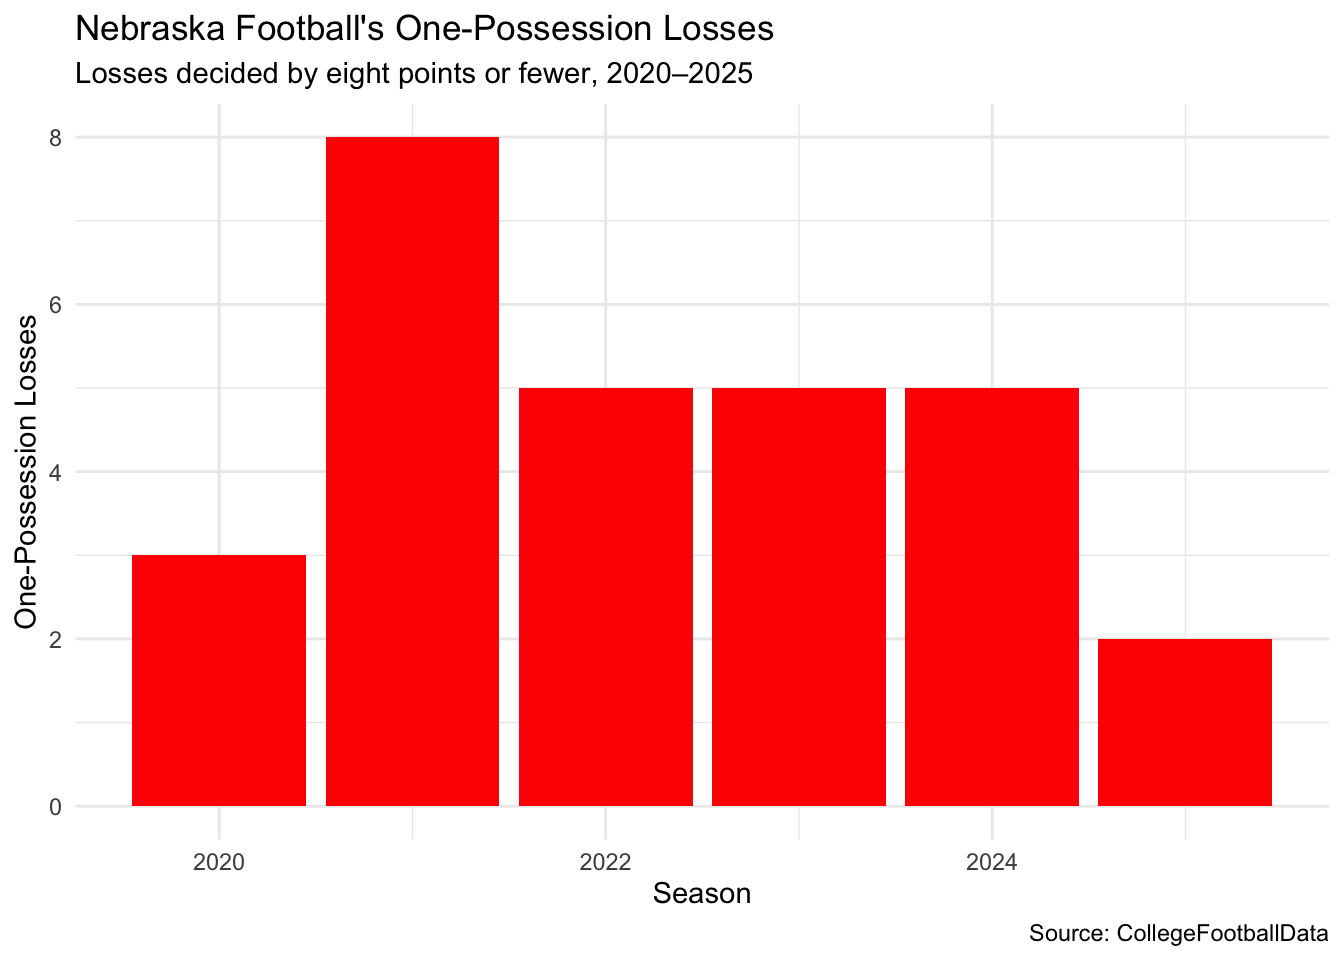 Nebraska Football's One-Possession Losses
Losses decided by eight points or fewer, 2020–2025
One-Possession Losses
8
6
4
2
0
2020
2022
2024
Season
Source: CollegeFootballData